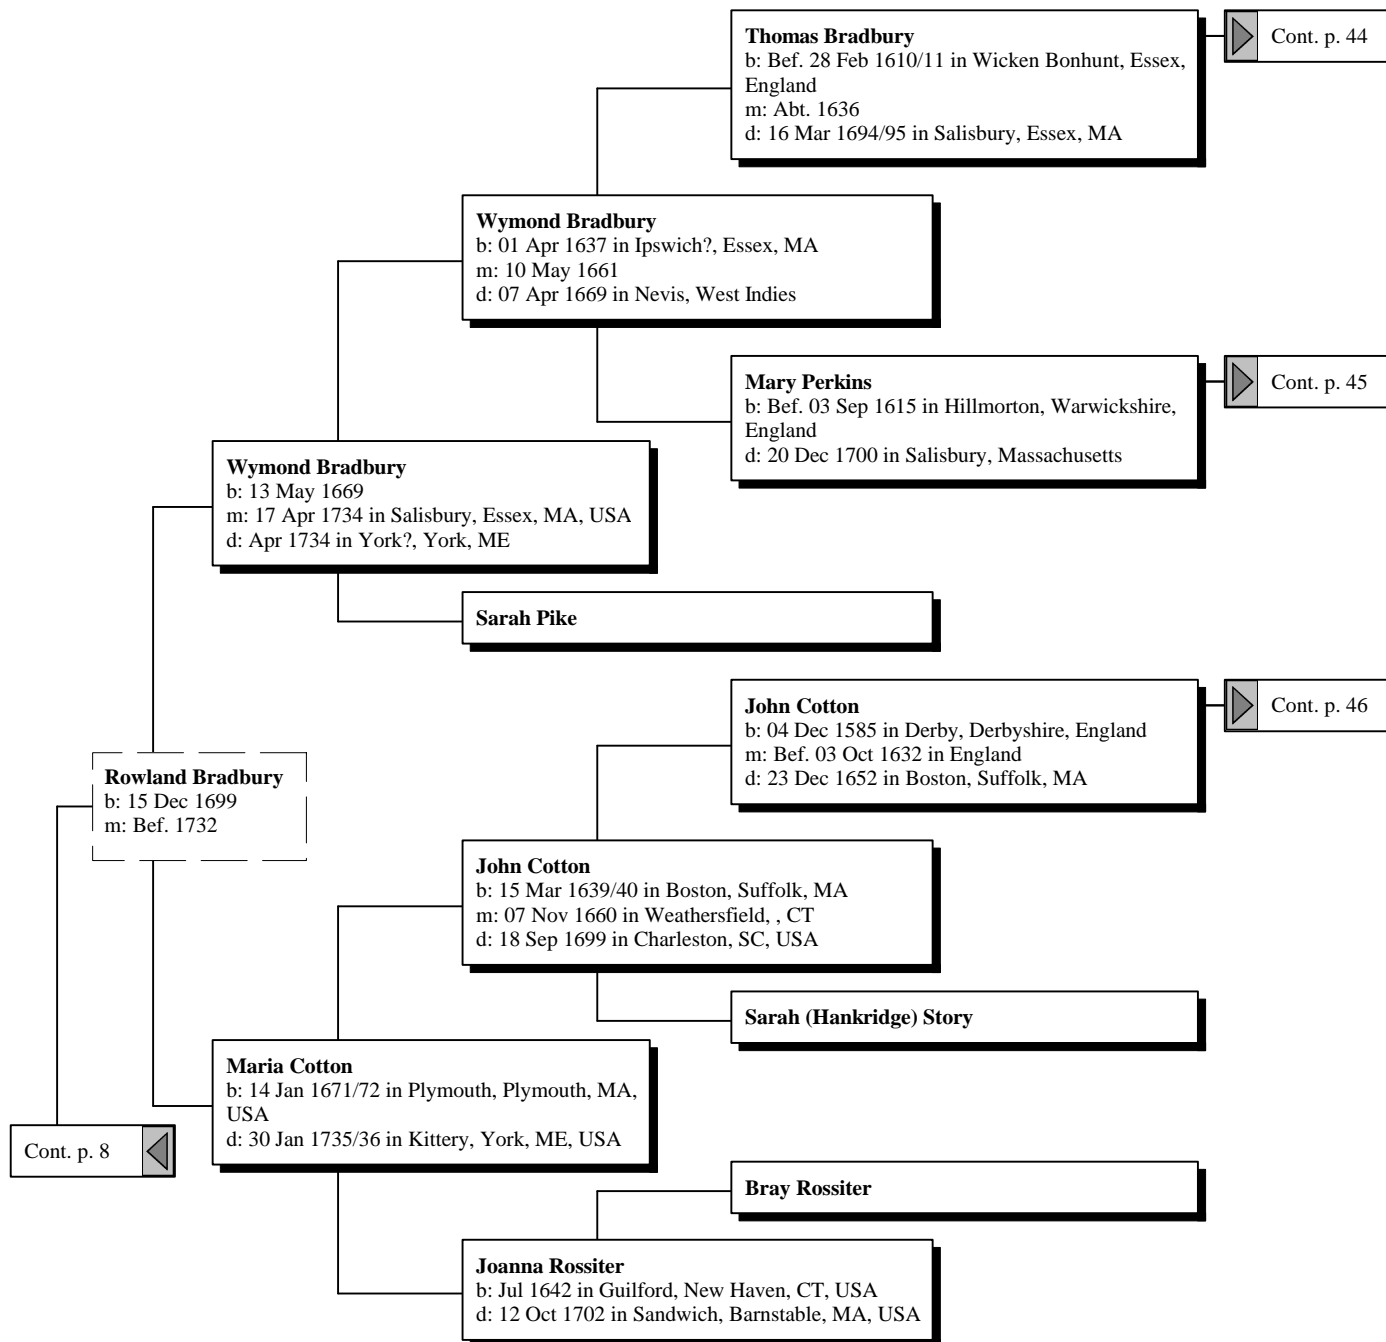 Thomas Bradbury
b: Bef. 28 Feb 1610/11 in Wicken Bonhunt, Essex,
England
m: Abt. 1636
d: 16 Mar 1694/95 in Salisbury, Essex, MA
Cont. p. 44
Wymond Bradbury
b: 01 Apr 1637 in Ipswich?, Essex, MA
m: 10 May 1661
d: 07 Apr 1669 in Nevis, West Indies
Mary Perkins
b: Bef. 03 Sep 1615 in Hillmorton, Warwickshire,
England
d: 20 Dec 1700 in Salisbury, Massachusetts
Cont. p. 45
Wymond Bradbury
b: 13 May 1669
m: 17 Apr 1734 in Salisbury, Essex, MA, USA
d: Apr 1734 in York?, York, ME
Sarah Pike
John Cotton
b: 04 Dec 1585 in Derby, Derbyshire, England
m: Bef. 03 Oct 1632 in England
d: 23 Dec 1652 in Boston, Suffolk, MA
Cont. p. 46
Rowland Bradbury
b: 15 Dec 1699
m: Bef. 1732
John Cotton
b: 15 Mar 1639/40 in Boston, Suffolk, MA
m: 07 Nov 1660 in Weathersfield, , CT
d: 18 Sep 1699 in Charleston, SC, USA
Sarah (Hankridge) Story
Maria Cotton
b: 14 Jan 1671/72 in Plymouth, Plymouth, MA,
USA
d: 30 Jan 1735/36 in Kittery, York, ME, USA
Cont. p. 8
Bray Rossiter
Joanna Rossiter
b: Jul 1642 in Guilford, New Haven, CT, USA
d: 12 Oct 1702 in Sandwich, Barnstable, MA, USA